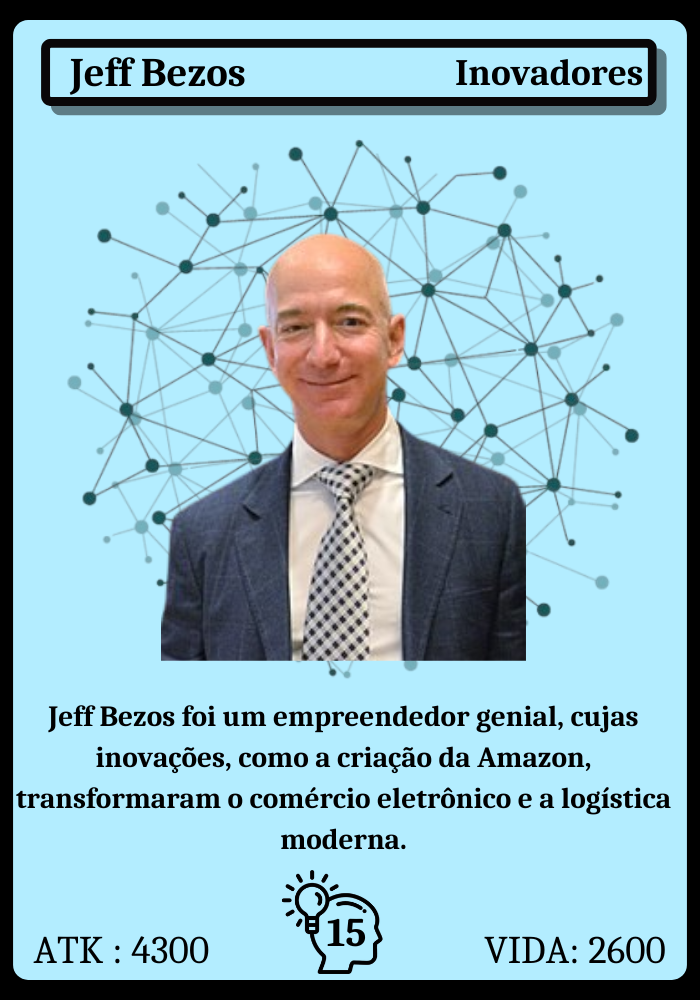 Jeff Bezos Inovadores
Jeff Bezos foi um empreendedor genial, cujas
inovações, como a criação da Amazon,
transformaram o comércio eletrônico e a logística
moderna.
15
ATK : 4300 VIDA: 2600